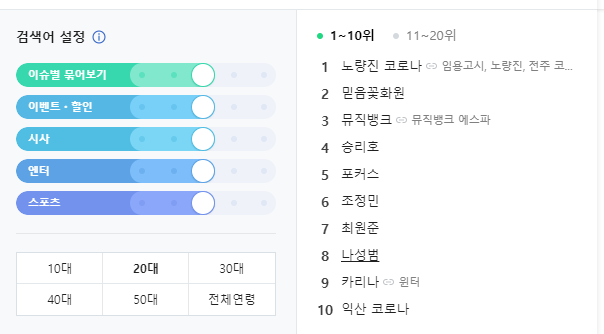 검색어 설정
이슈별 묶어보기
이벤트·할인
시사
엔터
스포츠
10대 20대 30대
40대 50대 전체연령
1~10위 11~20위
1 노량진 코로나 임용고시, 노량진, 전주 코...
2 믿음꽃화원
3 뮤직뱅크 뮤직뱅크 에스파
4 승리호
5 포커스
6 조정민
7 최원준
8 나성범
9 카리나 윈터
10 익산 코로나